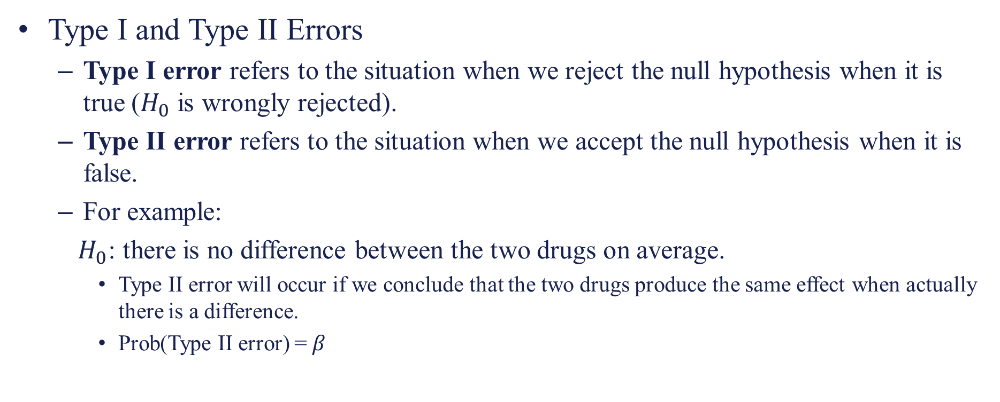 • Type I and Type II Errors
– Type I error refers to the situation when we reject the null hypothesis when it is
true (H₀ is wrongly rejected).
– Type II error refers to the situation when we accept the null hypothesis when it is
false.
– For example:
H₀: there is no difference between the two drugs on average.
• Type II error will occur if we conclude that the two drugs produce the same effect when actually
there is a difference.
• Prob(Type II error) = β